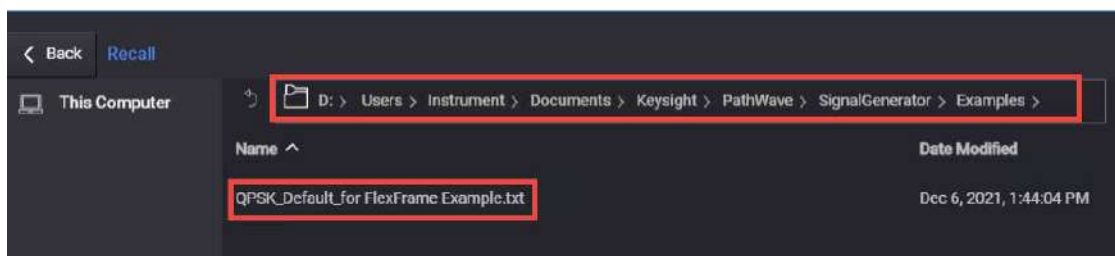 Back Recall
This Computer
D: > Users > Instrument > Documents > Keysight > PathWave > SignalGenerator > Examples >
Name Date Modified
QPSK_Default_for FlexFrame Example.txt Dec 6, 2021, 1:44:04 PM